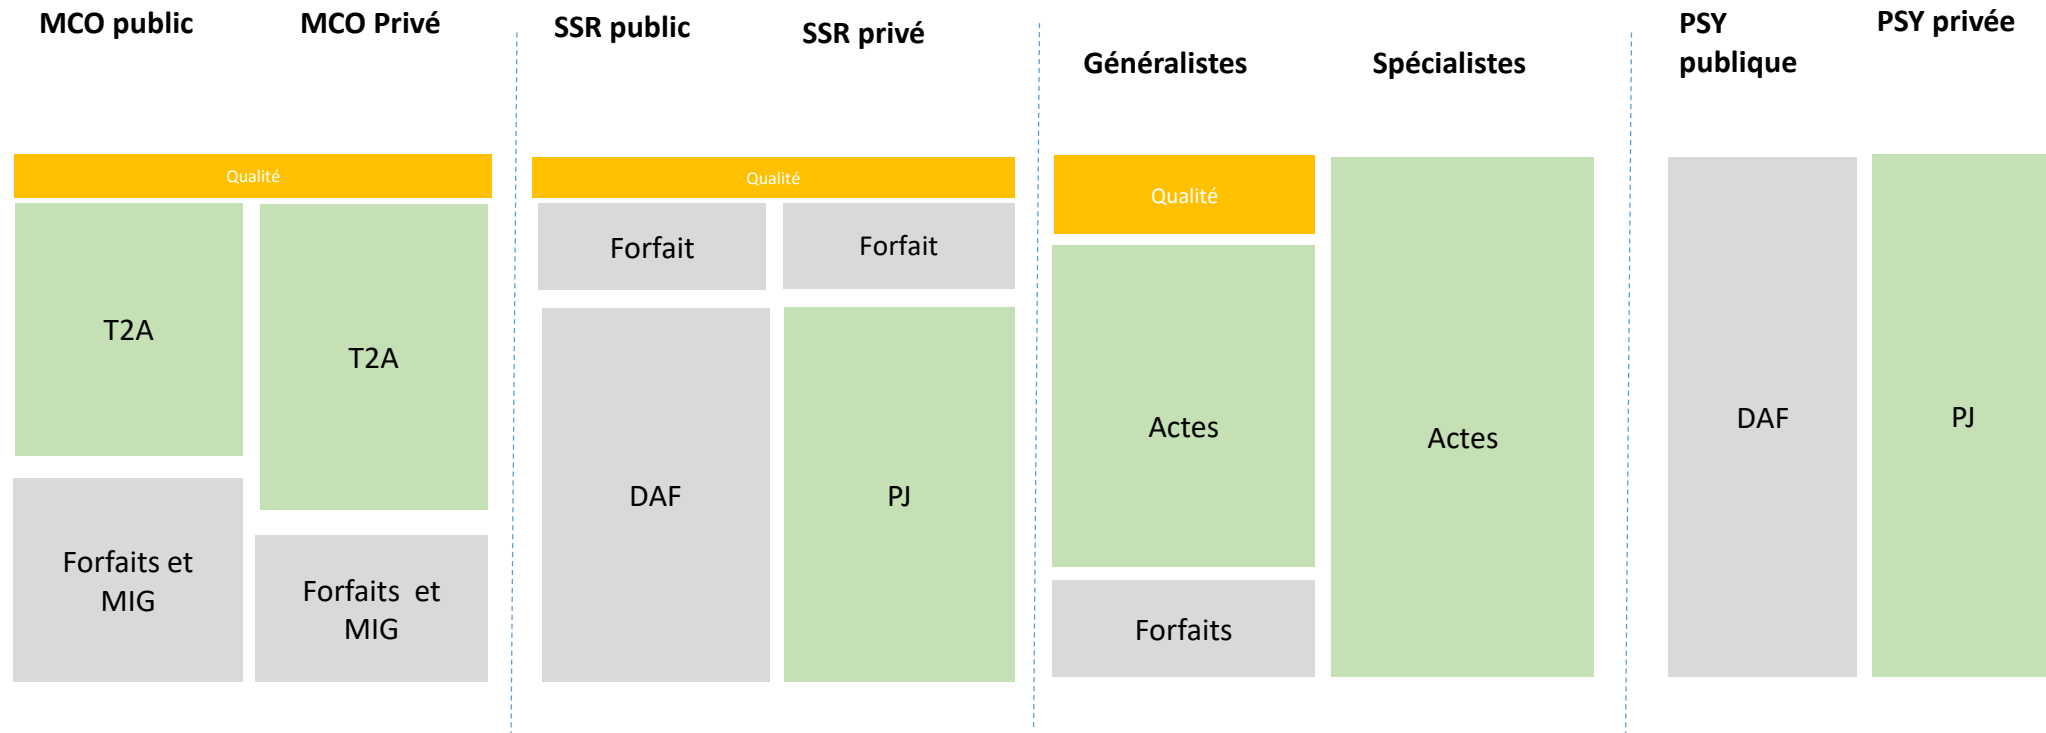 MCO public
MCO Privé
SSR public
SSR privé
Généralistes
Spécialistes
PSY
publique
PSY privée
Qualité
T2A
T2A
Forfaits et
MIG
Forfaits et
MIG
Qualité
Forfait
Forfait
DAF
PJ
Qualité
Actes
Forfaits
Actes
DAF
PJ